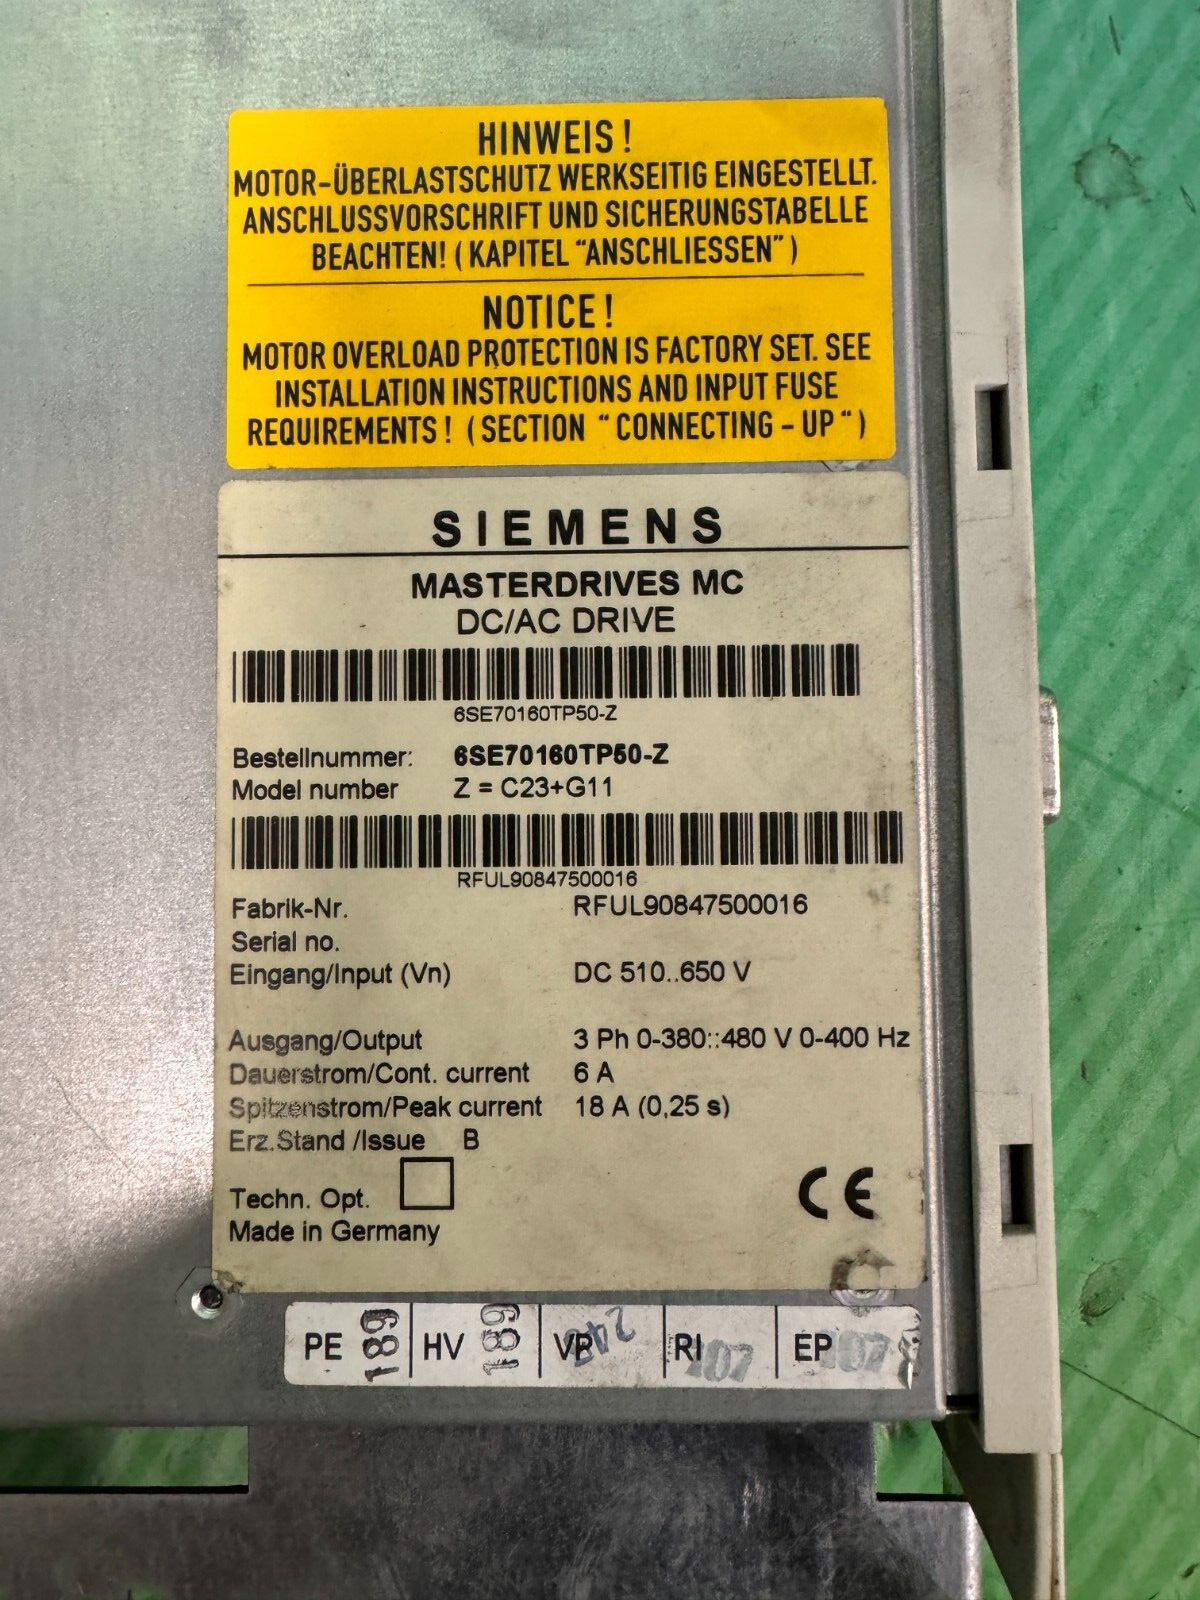 HINWEIS !
MOTOR-ÜBERLASTSCHUTZ WERKSEITIG EINGESTELLT.
ANSCHLUSSVORSCHRIFT UND SICHERUNGSTABELLE
BEACHTEN! ( KAPITEL "ANSCHLIESSEN" )
NOTICE !
MOTOR OVERLOAD PROTECTION IS FACTORY SET. SEE
INSTALLATION INSTRUCTIONS AND INPUT FUSE
REQUIREMENTS ! ( SECTION " CONNECTING - UP " )
SIEMENS
MASTERDRIVES MC
DC/AC DRIVE
6SE70160TP50-Z
Bestellnummer: 6SE70160TP50-Z
Model number Z = C23+G11
RFUL90847500016
Fabrik-Nr. RFUL90847500016
Serial no.
Eingang/Input (Vn) DC 510..650 V
Ausgang/Output 3 Ph 0-380::480 V 0-400 Hz
Dauerstrom/Cont. current 6 A
Spitzenstrom/Peak current 18 A (0,25 s)
Erz.Stand /Issue B
Techn. Opt.
CE
Made in Germany
PE 189 HV 189 VP RI 107 EP 107